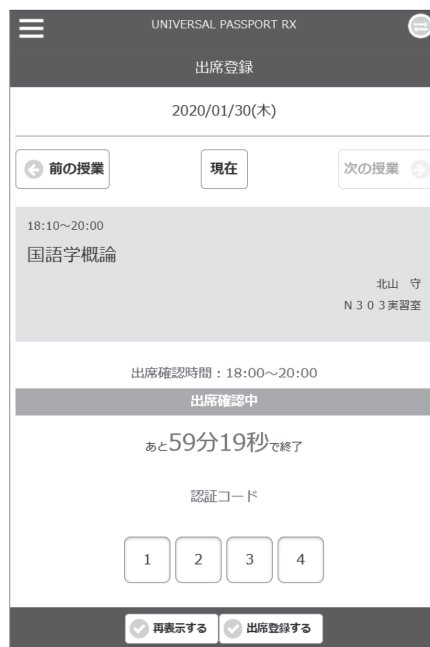 UNIVERSAL PASSPORT RX
出席登録
2020/01/30(木)
前の授業 現在 次の授業
18:10～20:00
国語学概論
北山　守
Ｎ３０３実習室
出席確認時間：18:00～20:00
出席確認中
あと59分19秒で終了
認証コード
1 2 3 4
再表示する 出席登録する